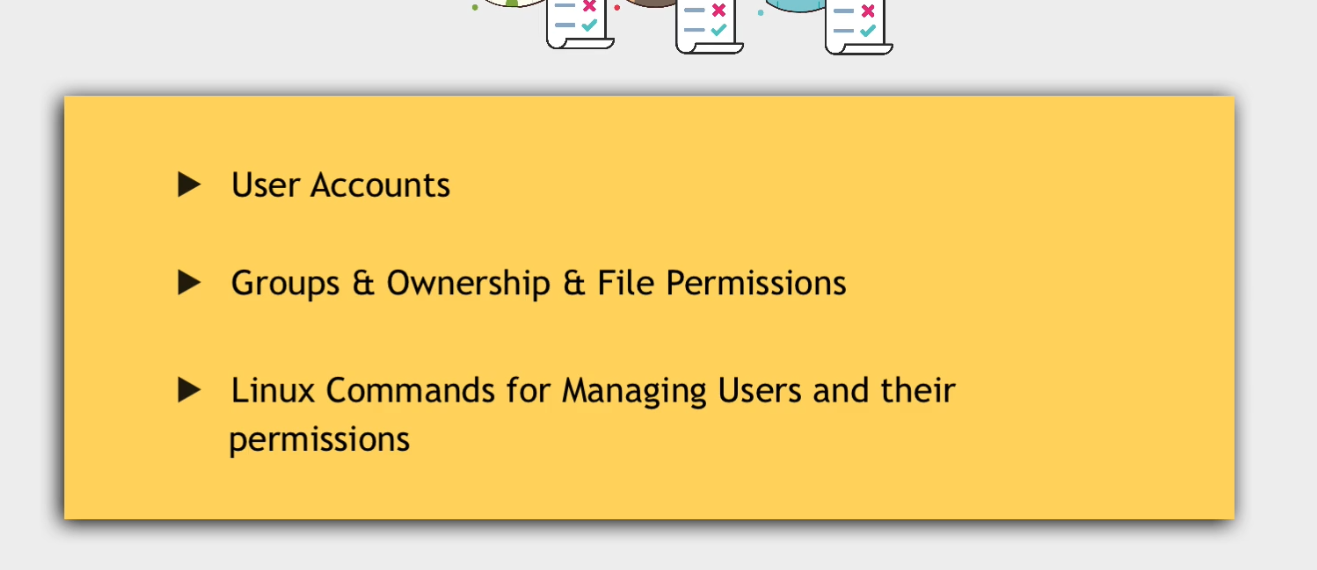 User Accounts
Groups & Ownership & File Permissions
Linux Commands for Managing Users and their
permissions